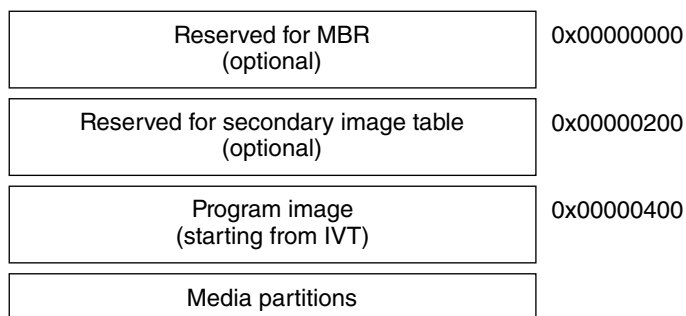 Reserved for MBR
(optional)
0x00000000
Reserved for secondary image table
(optional)
0x00000200
Program image
(starting from IVT)
0x00000400
Media partitions